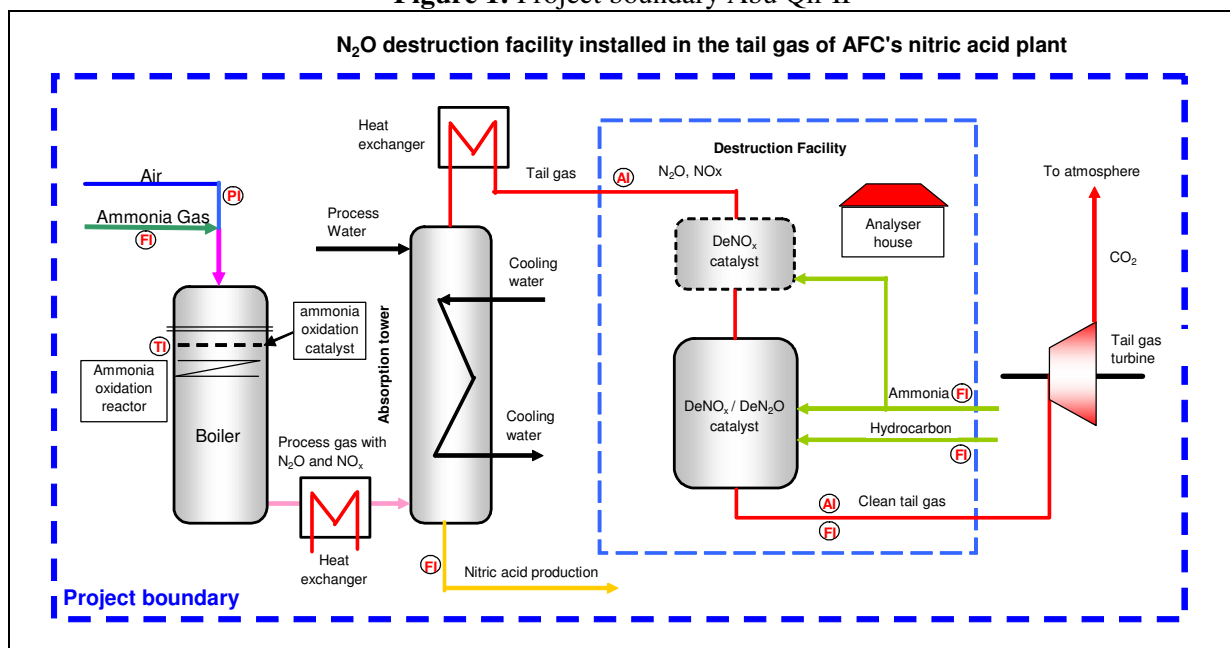 Figure 1. Project boundary Abu Qir II
N₂O destruction facility installed in the tail gas of AFC's nitric acid plant
Heat
exchanger
Destruction Facility
Air
PI
Tail gas
AI
N₂O, NOx
To atmosphere
Ammonia Gas
FI
Process
Water
DeNOₓ
catalyst
Analyser
house
Cooling
water
CO₂
ammonia
oxidation
catalyst
TI
Ammonia
oxidation
reactor
Absorption tower
Tail gas
turbine
Boiler
DeNOₓ / DeN₂O
catalyst
Ammonia
FI
Cooling
water
Hydrocarbon
FI
Process gas with
N₂O and NOₓ
AI
Clean tail gas
FI
Heat
exchanger
FI
Nitric acid production
Project boundary